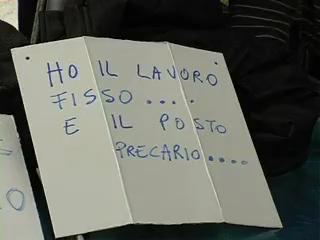 HO IL LAVORO
FISSO ....
E IL POSTO
PRECARIO ....